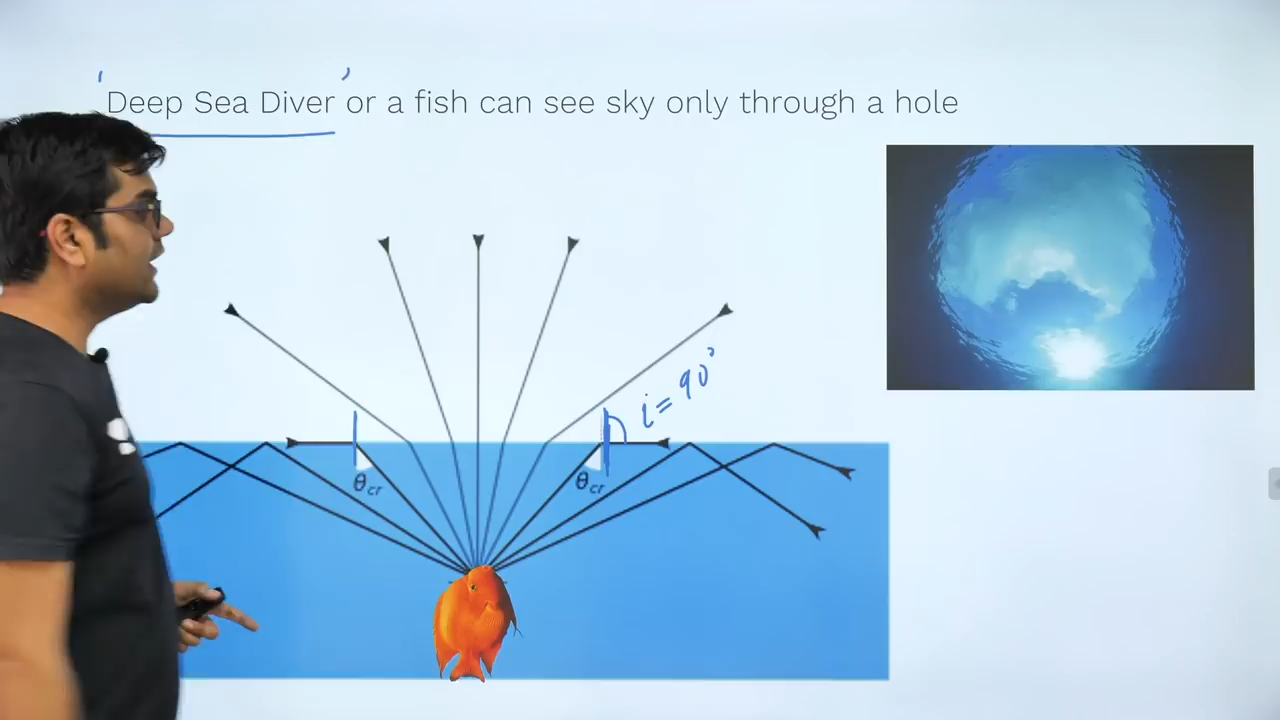 'Deep Sea Diver' or a fish can see sky only through a hole
i = 90°
θcr
θcr